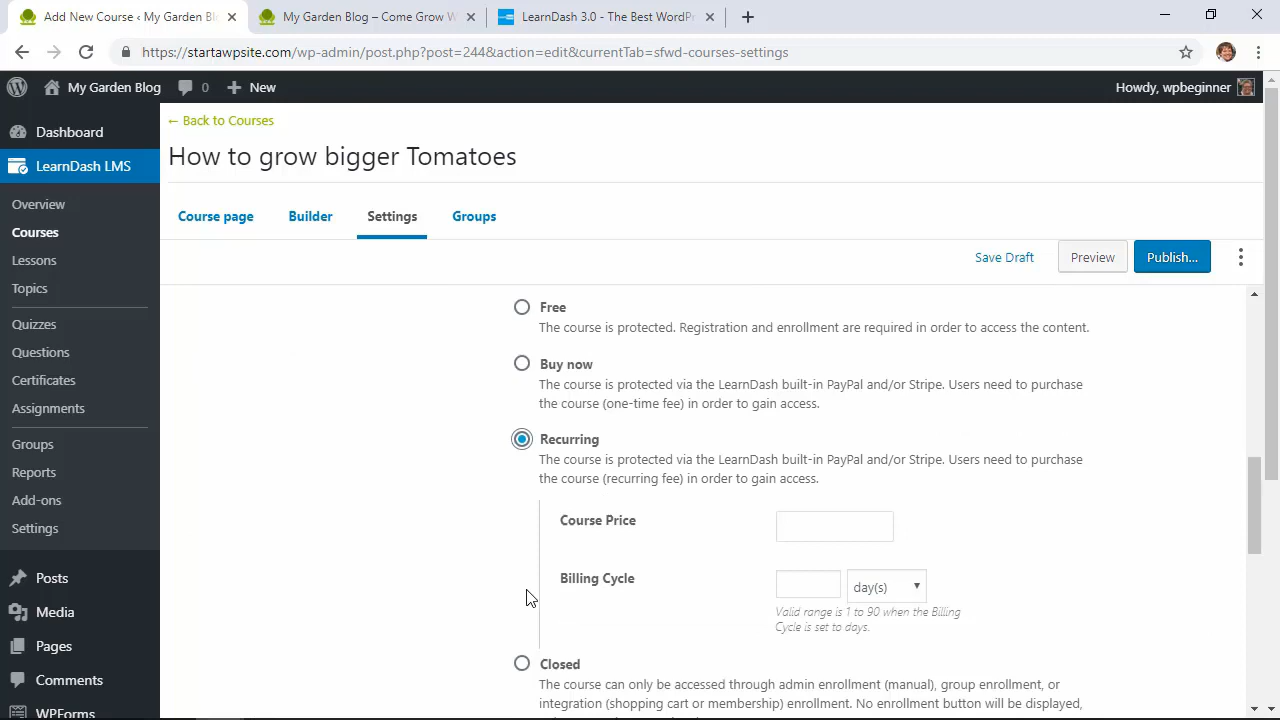 Add New Course ‹ My Garden Blo
My Garden Blog – Come Grow W
LearnDash 3.0 - The Best WordPr
https://startawpsite.com/wp-admin/post.php?post=244&action=edit&currentTab=sfwd-courses-settings
My Garden Blog
0
New
Howdy, wpbeginner
Dashboard
LearnDash LMS
Overview
Courses
Lessons
Topics
Quizzes
Questions
Certificates
Assignments
Groups
Reports
Add-ons
Settings
Posts
Media
Pages
Comments
WPForms
← Back to Courses
How to grow bigger Tomatoes
Course page
Builder
Settings
Groups
Save Draft
Preview
Publish...
Free
The course is protected. Registration and enrollment are required in order to access the content.
Buy now
The course is protected via the LearnDash built-in PayPal and/or Stripe. Users need to purchase
the course (one-time fee) in order to gain access.
Recurring
The course is protected via the LearnDash built-in PayPal and/or Stripe. Users need to purchase
the course (recurring fee) in order to gain access.
Course Price
Billing Cycle
day(s)
Valid range is 1 to 90 when the Billing
Cycle is set to days.
Closed
The course can only be accessed through admin enrollment (manual), group enrollment, or
integration (shopping cart or membership) enrollment. No enrollment button will be displayed,